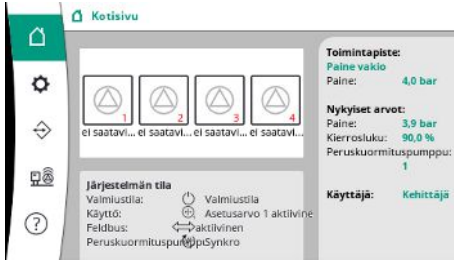 Kotisivu
1 2 3 4
ei saatavi... ei saatavi... ei saatavi... ei saatavi...
Järjestelmän tila
Valmiustila: Valmiustila
Käyttö: Asetusarvo 1 aktiivine
Feldbus: aktiivinen
Peruskuormituspumppu Synkro
Toimintapiste:
Paine vakio
Paine: 4,0 bar
Nykyiset arvot:
Paine: 3,9 bar
Kierrosluku: 90,0 %
Peruskuormituspumppu:
1
Käyttäjä: Kehittäjä